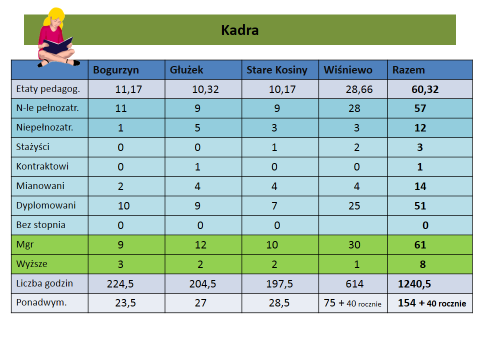 Kadra
Bogurzyn Głużek Stare Kosiny Wiśniewo Razem
Etaty pedagog. 11,17 10,32 10,17 28,66 60,32
N-le pełnozatr. 11 9 9 28 57
Niepełnozatr. 1 5 3 3 12
Stażyści 0 0 1 2 3
Kontraktowi 0 1 0 0 1
Mianowani 2 4 4 4 14
Dyplomowani 10 9 7 25 51
Bez stopnia 0 0 0 0
Mgr 9 12 10 30 61
Wyższe 3 2 2 1 8
Liczba godzin 224,5 204,5 197,5 614 1240,5
Ponadwym. 23,5 27 28,5 75 + 40 rocznie 154 + 40 rocznie